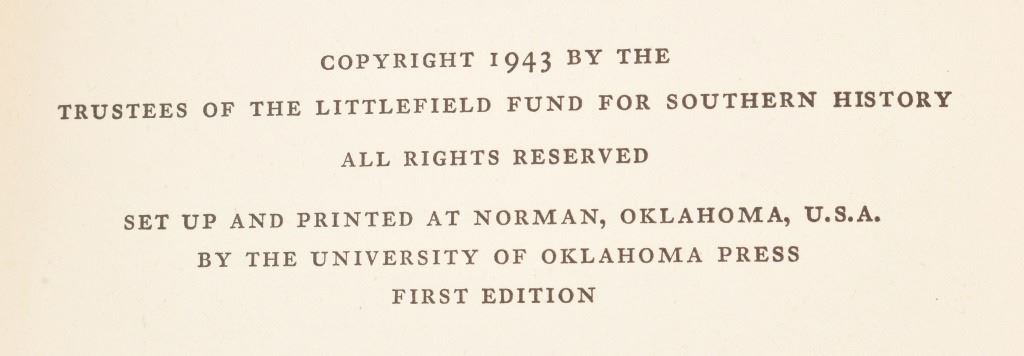 COPYRIGHT 1943 BY THE
TRUSTEES OF THE LITTLEFIELD FUND FOR SOUTHERN HISTORY
ALL RIGHTS RESERVED
SET UP AND PRINTED AT NORMAN, OKLAHOMA, U.S.A.
BY THE UNIVERSITY OF OKLAHOMA PRESS
FIRST EDITION